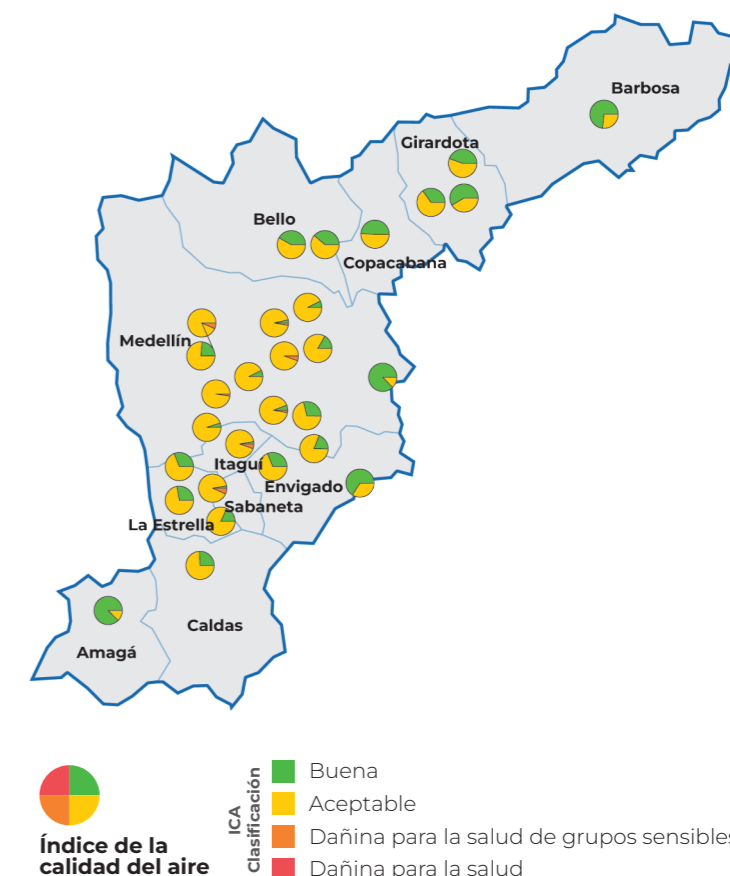 Barbosa
Girardota
Bello
Copacabana
Medellín
Itaguí
Envigado
Sabaneta
La Estrella
Caldas
Amagá
Índice de la
calidad del aire
ICA
Clasificación
Buena
Aceptable
Dañina para la salud de grupos sensibles
Dañina para la salud